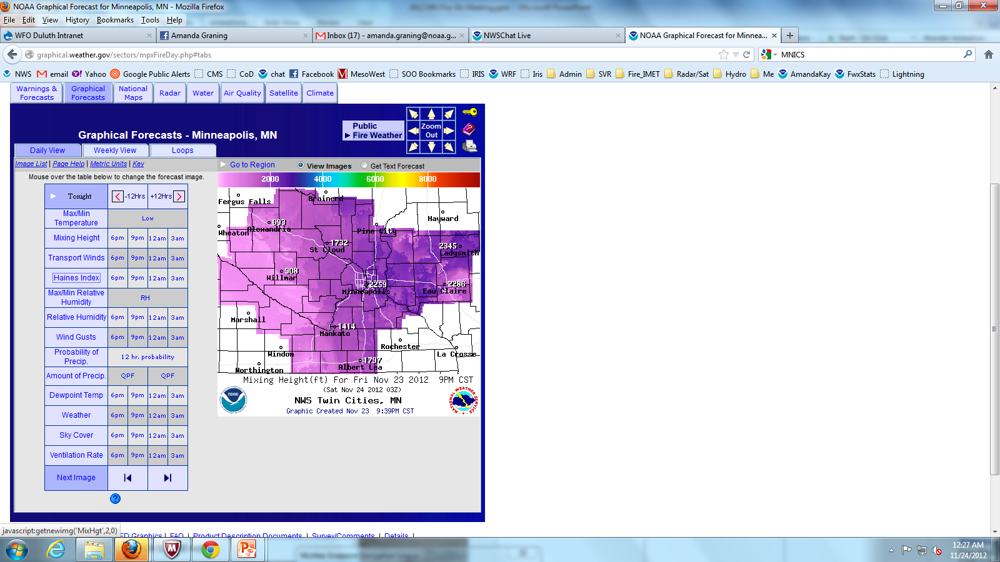 NOAA Graphical Forecast for Minneapolis, MN - Mozilla Firefox
File Edit View History Bookmarks Tools Help
WFO Duluth Intranet
Amanda Graning
Inbox (17) - amanda.graning@noaa.g...
NWSChat Live
NOAA Graphical Forecast for Minnea...
graphical.weather.gov/sectors/mpxFireDay.php#tabs
MNICS
NWS email Yahoo Google Public Alerts CMS CoD chat Facebook MesoWest SOO Bookmarks IRIS WRF Iris Admin SVR Fire_IMET Radar/Sat Hydro Me AmandaKay FwxStats Lightning
Warnings & Forecasts
Graphical Forecasts
National Maps
Radar
Water
Air Quality
Satellite
Climate
Graphical Forecasts - Minneapolis, MN
Public
Fire Weather
Zoom Out
Daily View
Weekly View
Loops
Image List | Page Help | Metric Units | Key
Go to Region
View Images
Get Text Forecast
Mouse over the table below to change the forecast image.
Tonight -12Hrs +12Hrs
Max/Min Temperature Low
Mixing Height 6pm 9pm 12am 3am
Transport Winds 6pm 9pm 12am 3am
Haines Index 6pm 9pm 12am 3am
Max/Min Relative Humidity RH
Relative Humidity 6pm 9pm 12am 3am
Wind Gusts 6pm 9pm 12am 3am
Probability of Precip. 12 hr. probability
Amount of Precip. QPF QPF
Dewpoint Temp 6pm 9pm 12am 3am
Weather 6pm 9pm 12am 3am
Sky Cover 6pm 9pm 12am 3am
Ventilation Rate 6pm 9pm 12am 3am
Next Image
2000 4000 6000 8000
Fergus Falls
Brainerd
Hayward
693
Alexandria
Wheaton
Pine City
1732
St Cloud
2345
Ladysmith
908
Willmar
2259
Minneapolis
2286
Eau Claire
Marshall
1414
Mankato
Rochester
Windom
La Crosse
1797
Albert Lea
Worthington
Mixing Height(ft) For Fri Nov 23 2012 9PM CST
(Sat Nov 24 2012 03Z)
NWS Twin Cities, MN
Graphic Created Nov 23 9:39PM CST
javascript:getnewimg('MixHgt',2,0)
ED Graphics | FAQ | Product Description Documents | Survey/Comments | Details |
12:27 AM
11/24/2012